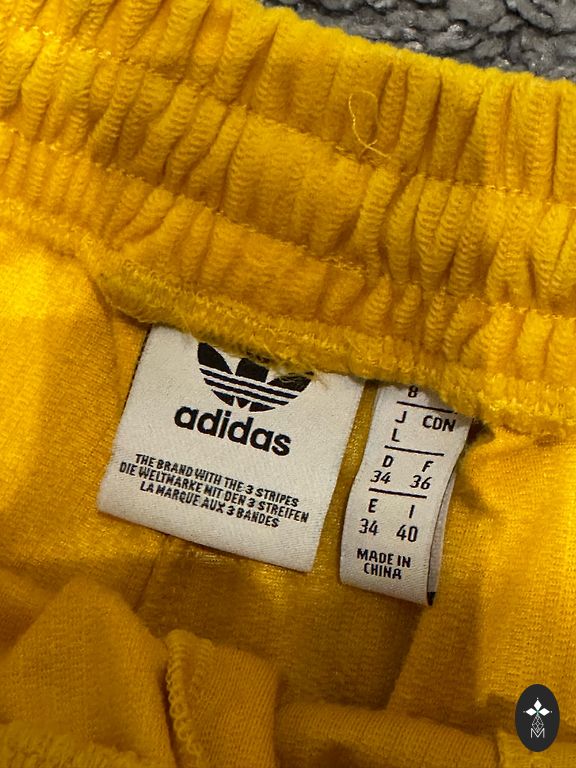 adidas
THE BRAND WITH THE 3 STRIPES
DIE WELTMARKE MIT DEN 3 STREIFEN
LA MARQUE AUX 3 BANDES
8
J CDN
L
D F
34 36
E I
34 40
MADE IN
CHINA
M